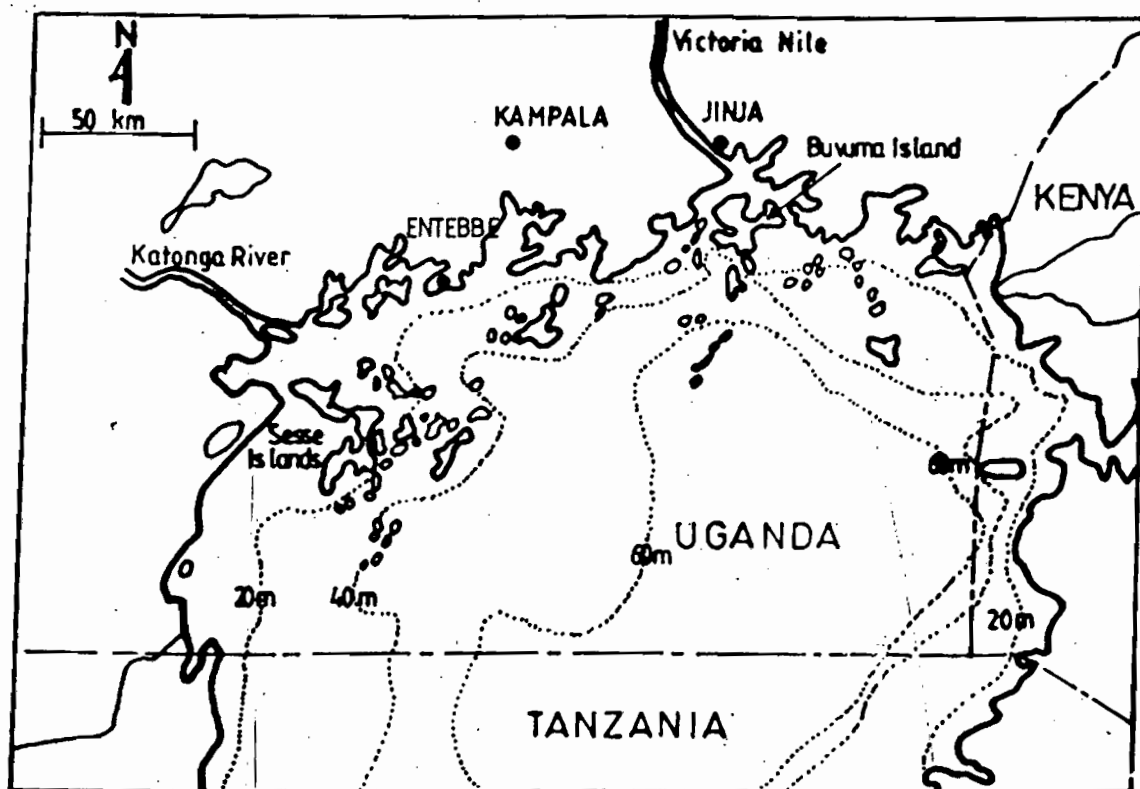 N
Victoria Nile
50 km
KAMPALA
JINJA
Buvuma Island
KENYA
ENTEBBE
Katonga River
Sesse
Islands
60m
UGANDA
60m
20m
40m
20m
TANZANIA